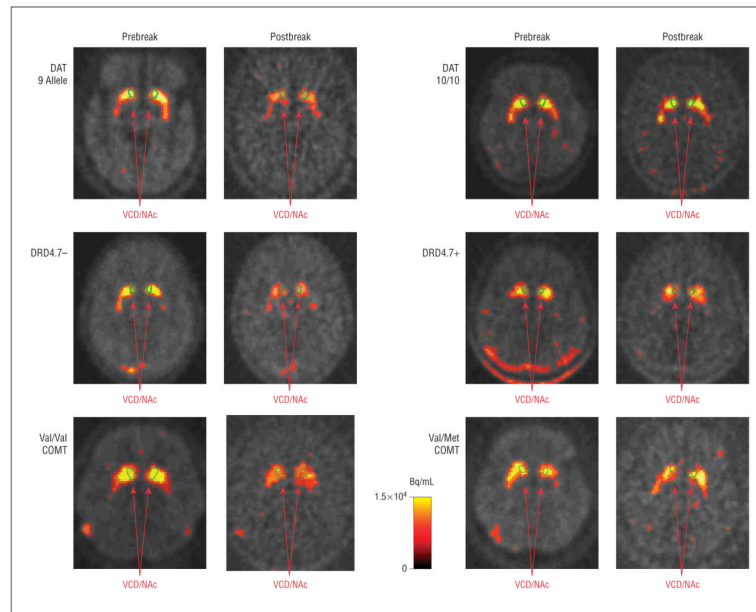 Prebreak
Postbreak
Prebreak
Postbreak
DAT
9 Allele
DAT
10/10
VCD/NAc
VCD/NAc
VCD/NAc
VCD/NAc
DRD4.7–
DRD4.7+
VCD/NAc
VCD/NAc
VCD/NAc
VCD/NAc
Val/Val
COMT
Val/Met
COMT
Bq/mL
1.5×10⁴
0
VCD/NAc
VCD/NAc
VCD/NAc
VCD/NAc